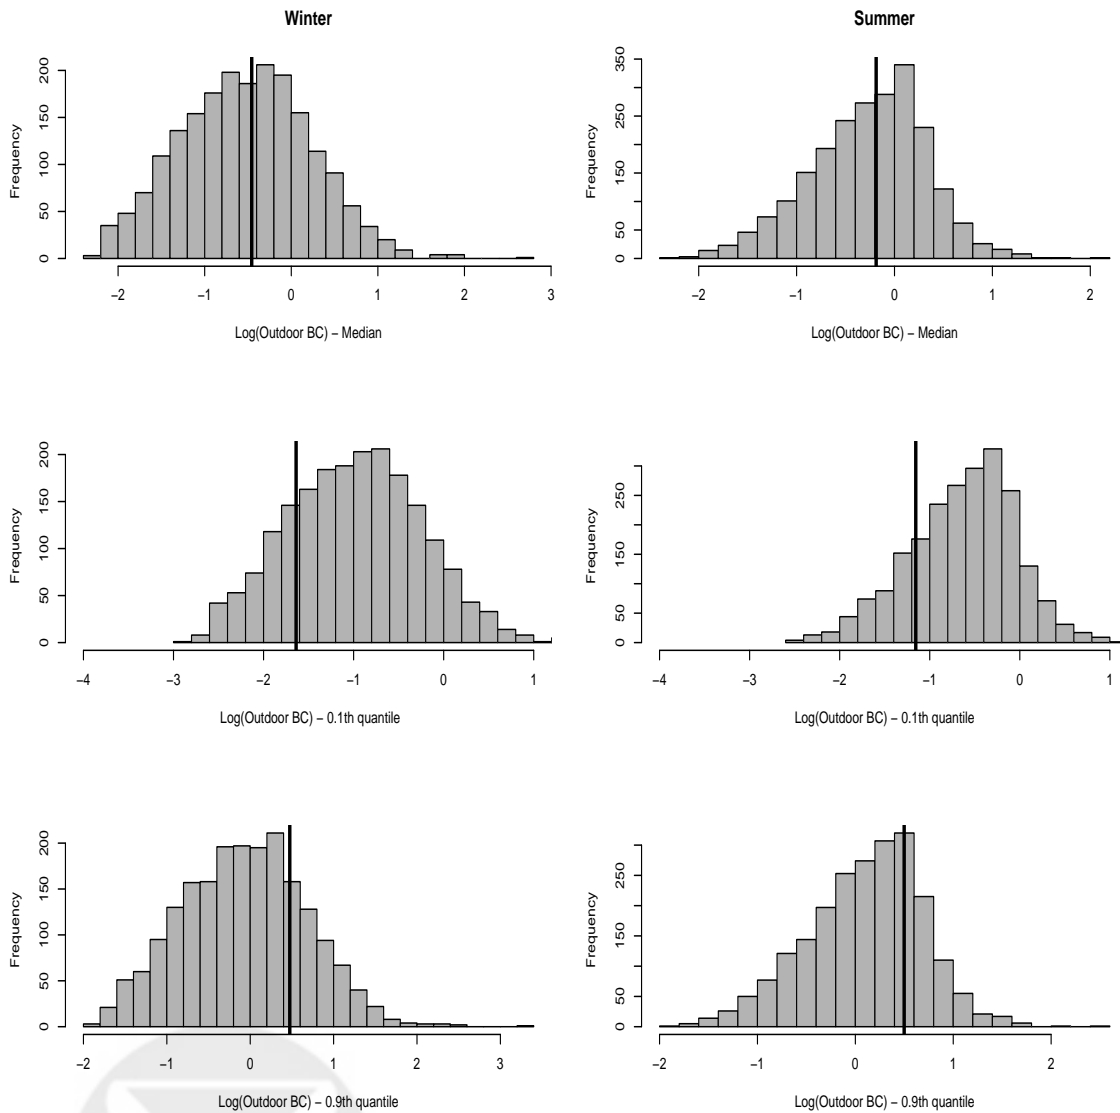 Winter
Summer
Frequency
0 50 100 150 200
−2 −1 0 1 2 3
Log(Outdoor BC) − Median
Frequency
0 50 150 250 350
−2 −1 0 1 2
Log(Outdoor BC) − Median
Frequency
0 50 100 150 200
−4 −3 −2 −1 0 1
Log(Outdoor BC) − 0.1th quantile
Frequency
0 50 150 250
−4 −3 −2 −1 0 1
Log(Outdoor BC) − 0.1th quantile
Frequency
0 50 100 150 200
−2 −1 0 1 2 3
Log(Outdoor BC) − 0.9th quantile
Frequency
0 50 150 250
−2 −1 0 1 2
Log(Outdoor BC) − 0.9th quantile